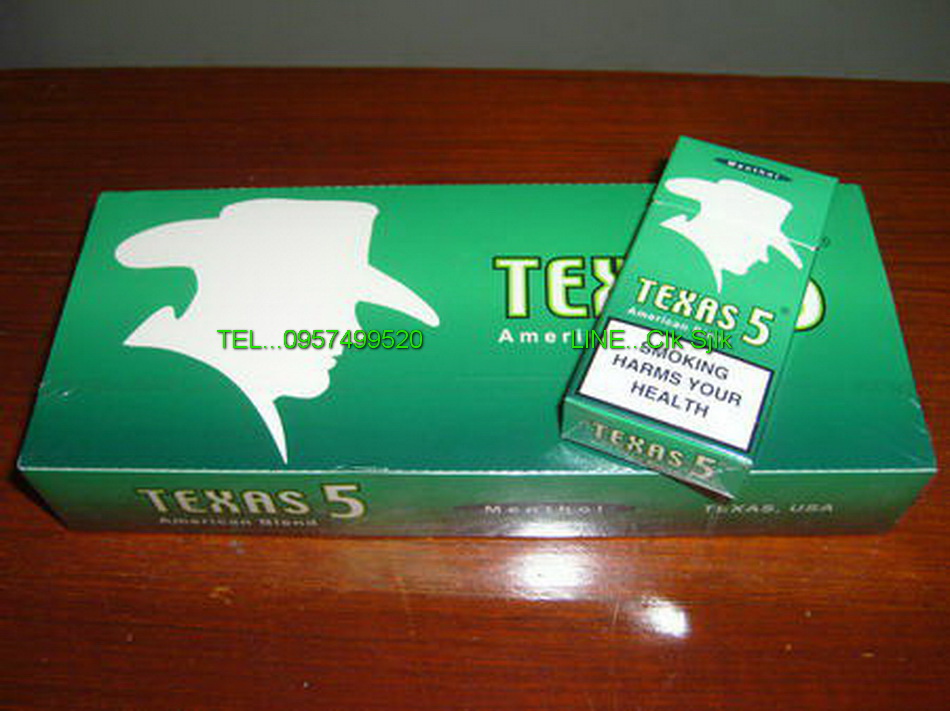 Menthol
TEXAS 5
American
TEL...0957499520
LINE...Cik Sjik
SMOKING
HARMS YOUR
HEALTH
TEXAS 5
TEXAS 5
American Blend
Menthol
TEXAS, USA